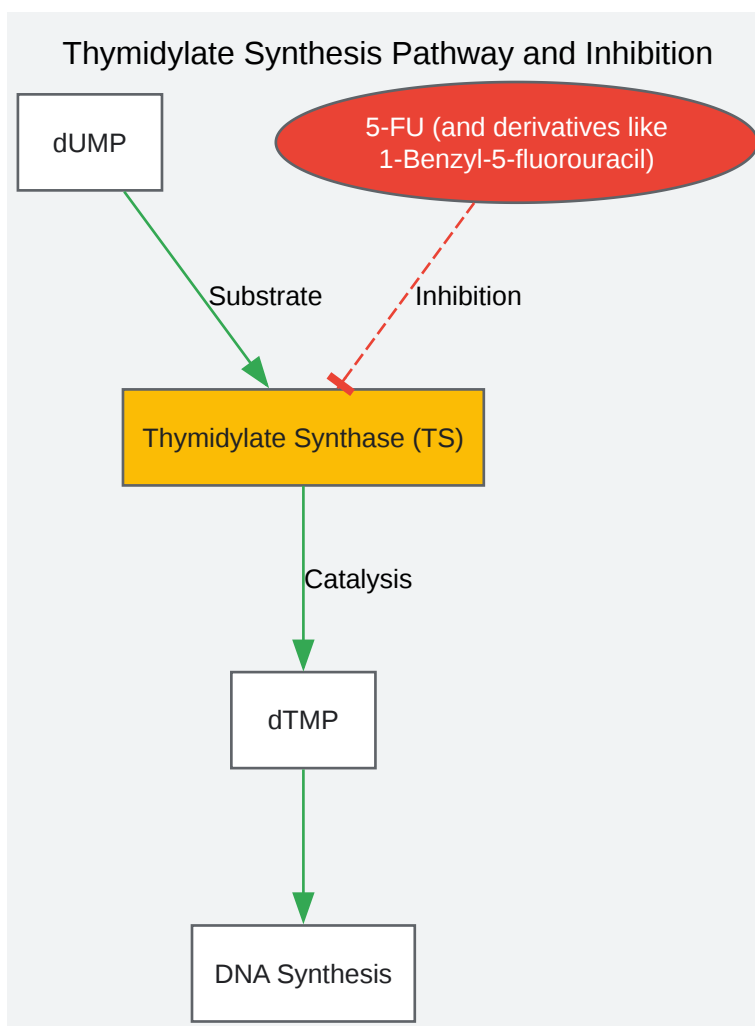 Thymidylate Synthesis Pathway and Inhibition
dUMP
5-FU (and derivatives like
1-Benzyl-5-fluorouracil)
Substrate
Inhibition
Thymidylate Synthase (TS)
Catalysis
dTMP
DNA Synthesis